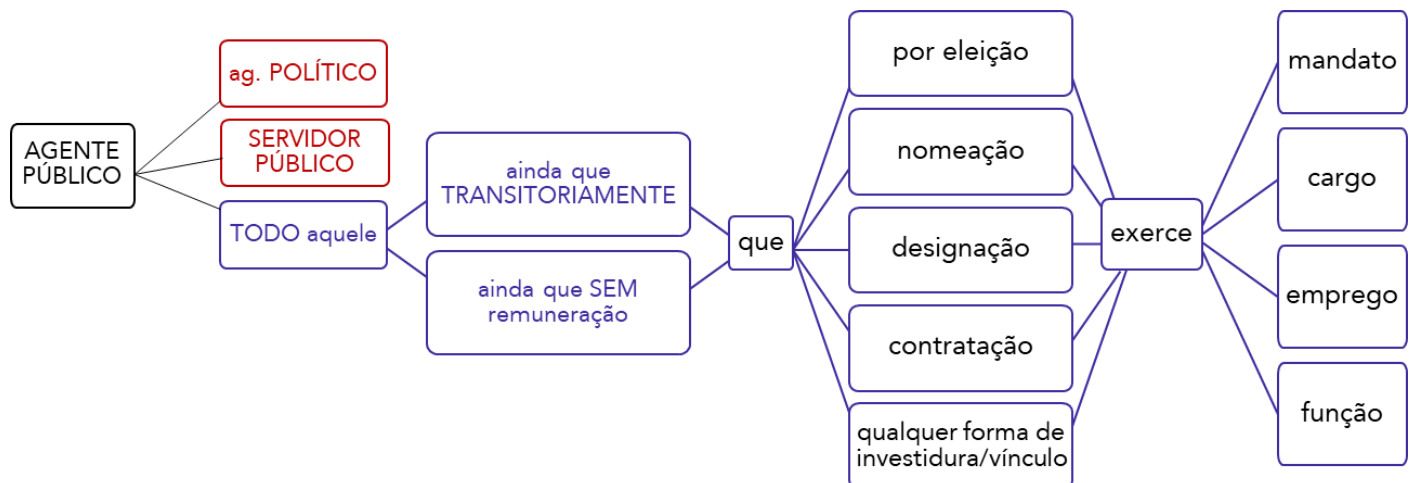 AGENTE
PÚBLICO
ag. POLÍTICO
SERVIDOR
PÚBLICO
TODO aquele
ainda que
TRANSITORIAMENTE
ainda que SEM
remuneração
que
por eleição
nomeação
designação
contratação
qualquer forma de
investidura/vínculo
exerce
mandato
cargo
emprego
função